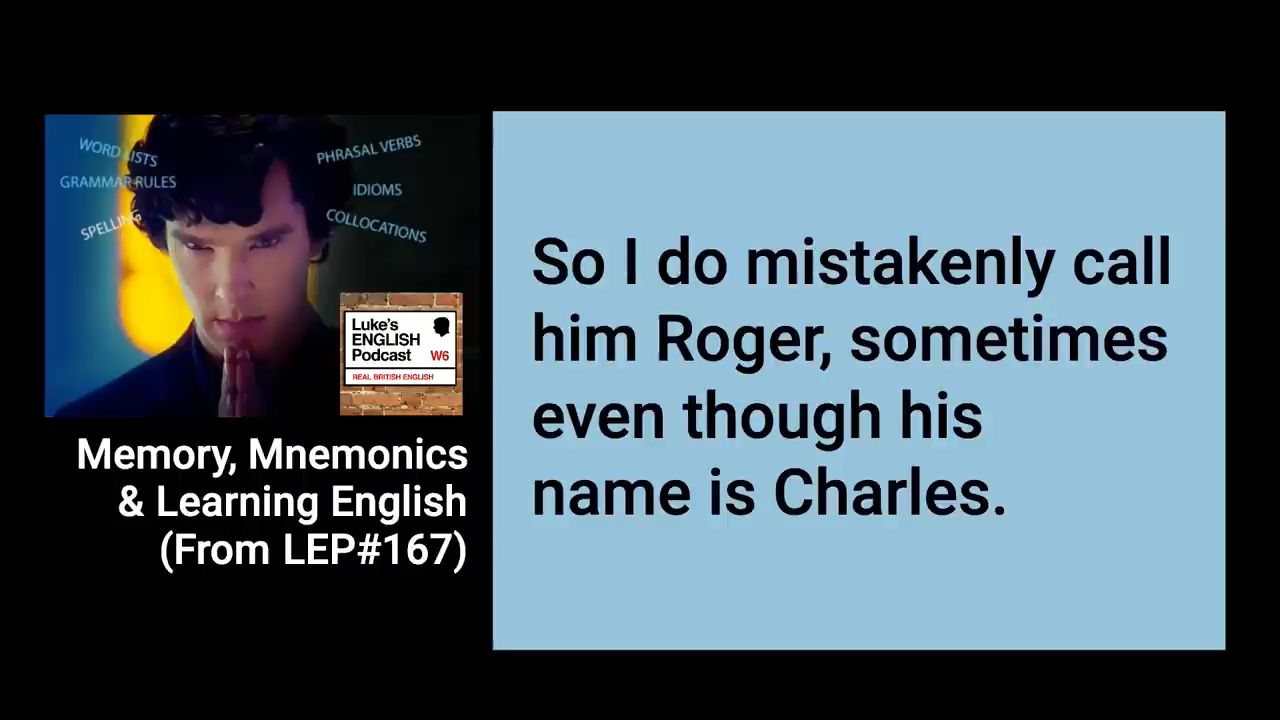 WORD LISTS
GRAMMAR RULES
SPELLING
PHRASAL VERBS
IDIOMS
COLLOCATIONS
Luke's
ENGLISH
Podcast W6
REAL BRITISH ENGLISH
Memory, Mnemonics
& Learning English
(From LEP#167)
So I do mistakenly call
him Roger, sometimes
even though his
name is Charles.